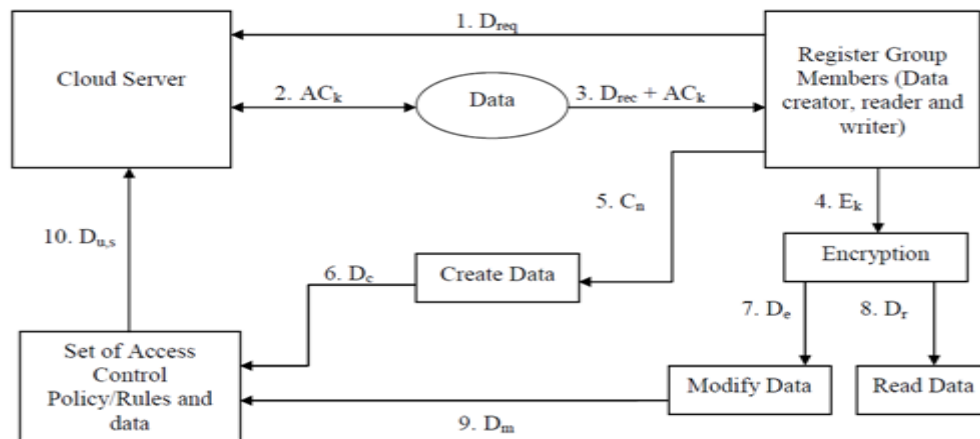 1. D_req
Cloud Server
Register Group
Members (Data
creator, reader and
writer)
2. AC_k
Data
3. D_rec + AC_k
5. C_n
4. E_k
10. D_u,s
6. D_c
Create Data
Encryption
7. D_e
8. D_r
Set of Access
Control
Policy/Rules and
data
9. D_m
Modify Data
Read Data